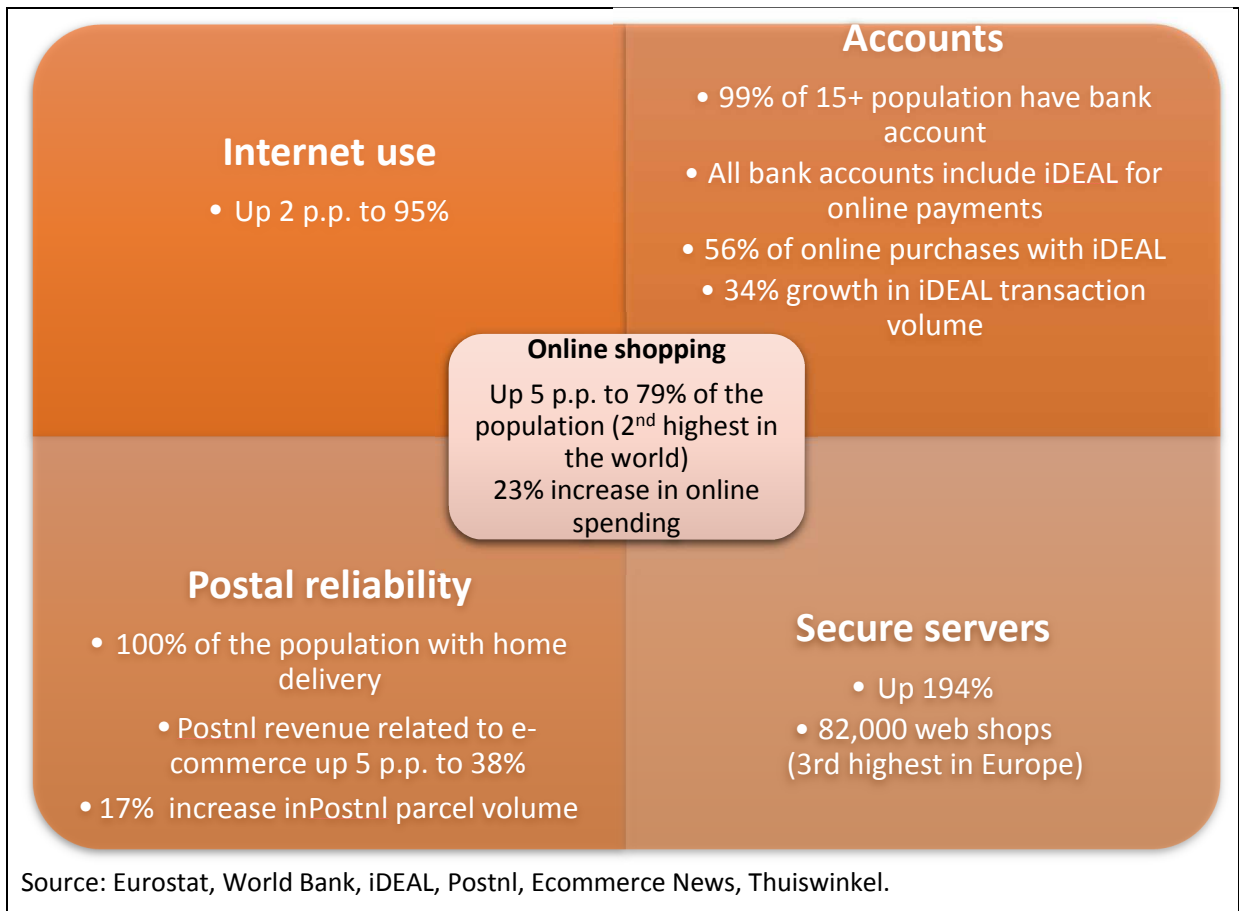 Internet use
• Up 2 p.p. to 95%
Accounts
• 99% of 15+ population have bank
account
• All bank accounts include iDEAL for
online payments
• 56% of online purchases with iDEAL
• 34% growth in iDEAL transaction
volume
Online shopping
Up 5 p.p. to 79% of the
population (2nd highest in
the world)
23% increase in online
spending
Postal reliability
• 100% of the population with home
delivery
• Postnl revenue related to e-
commerce up 5 p.p. to 38%
• 17% increase inPostnl parcel volume
Secure servers
• Up 194%
• 82,000 web shops
(3rd highest in Europe)
Source: Eurostat, World Bank, iDEAL, Postnl, Ecommerce News, Thuiswinkel.